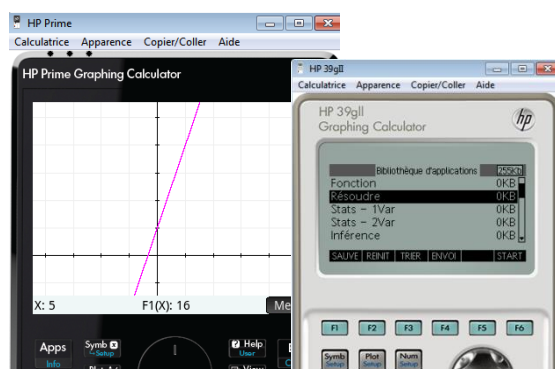 HP Prime
Calculatrice Apparence Copier/Coller Aide
HP Prime Graphing Calculator
X: 5 F1(X): 16 Me
Apps
Info
Symb
Setup
Help
User
HP 39gII
Calculatrice Apparence Copier/Coller Aide
HP 39gII
Graphing Calculator
hp
Bibliothèque d'applications 255KB
Fonction 0KB
Résoudre 0KB
Stats - 1Var 0KB
Stats - 2Var 0KB
Inférence 0KB
SAUVE REINIT TRIER ENVOI START
F1 F2 F3 F4 F5 F6
Symb Plot Num
Setup Setup Setup